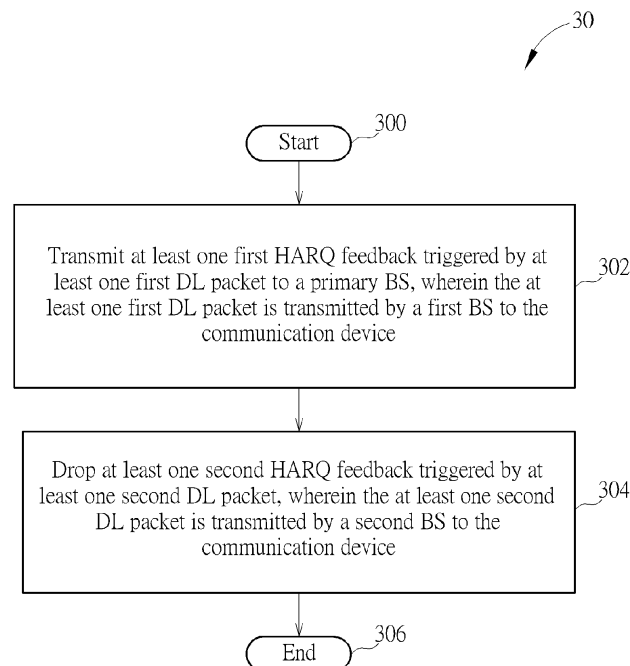 30
Start
300
Transmit at least one first HARQ feedback triggered by at
least one first DL packet to a primary BS, wherein the at
least one first DL packet is transmitted by a first BS to the
communication device
302
Drop at least one second HARQ feedback triggered by at
least one second DL packet, wherein the at least one second
DL packet is transmitted by a second BS to the
communication device
304
End
306